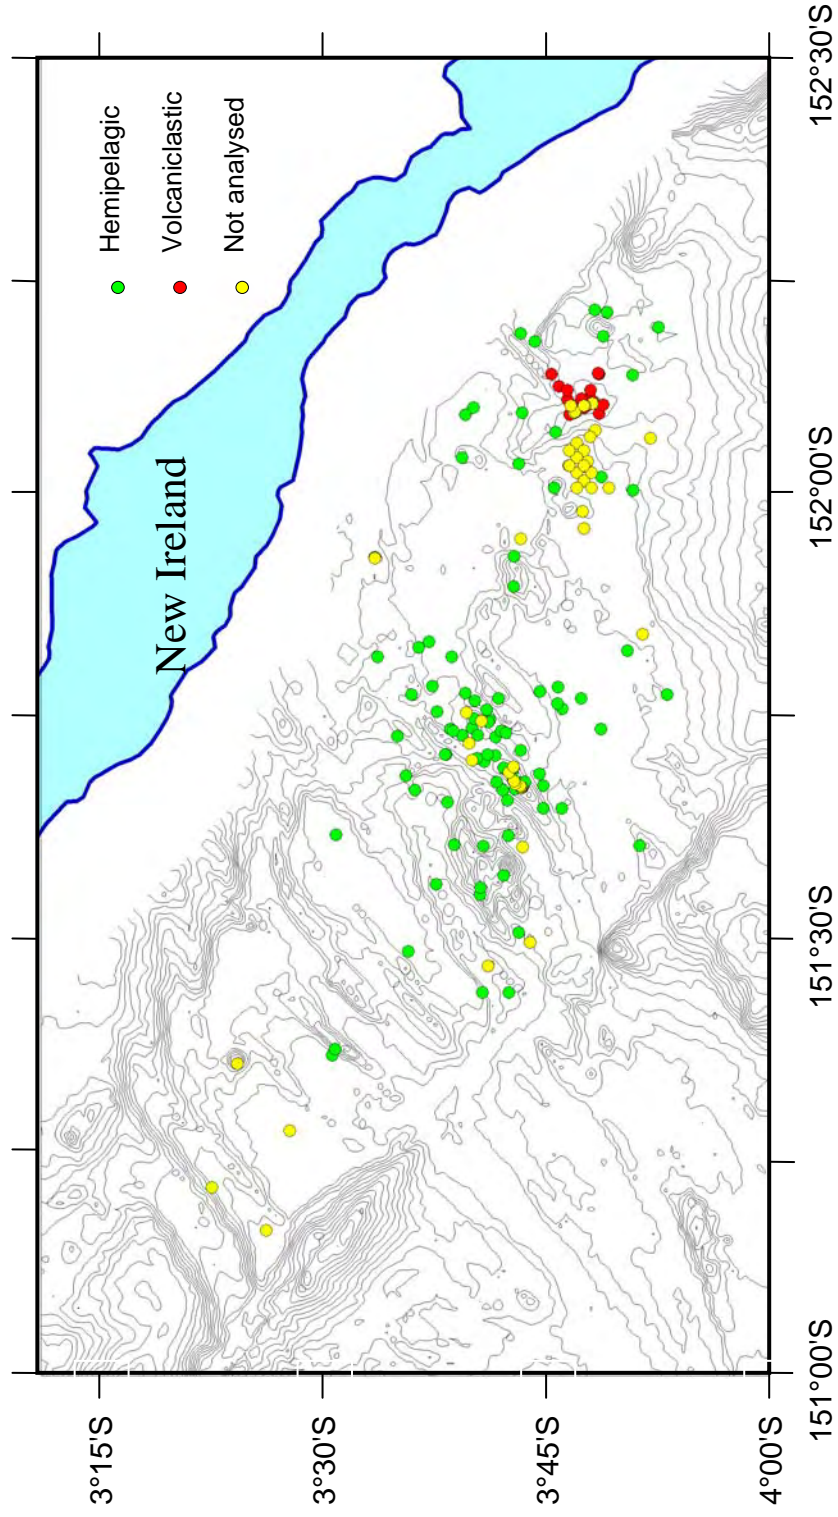 Hemipelagic
Volcaniclastic
Not analysed
New Ireland
3°15'S
3°30'S
3°45'S
4°00'S
151°00'S
151°30'S
152°00'S
152°30'S